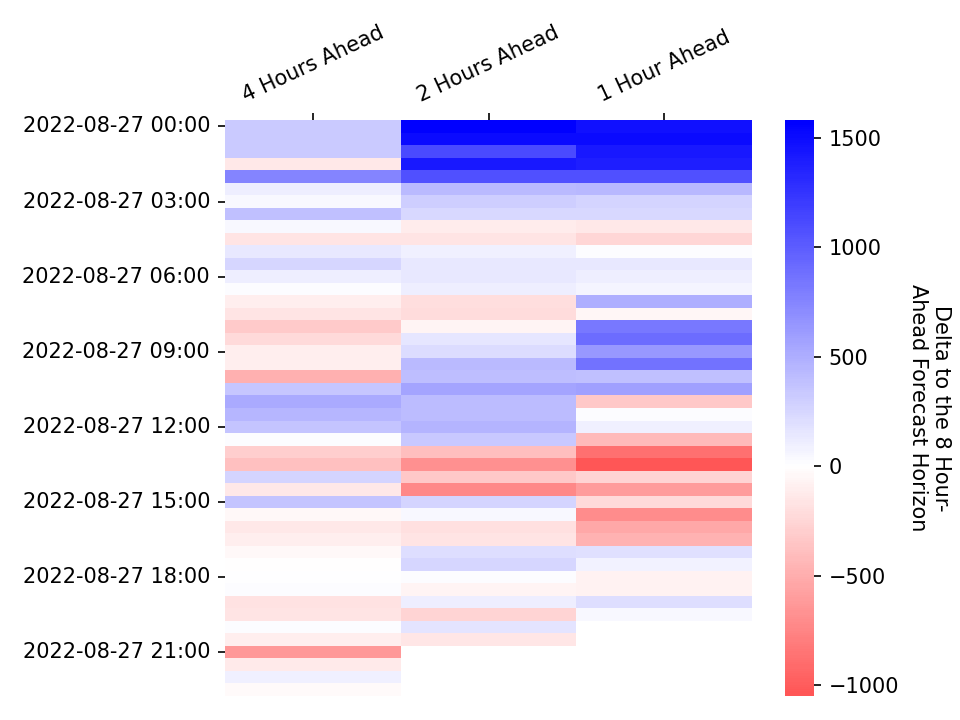 4 Hours Ahead
2 Hours Ahead
1 Hour Ahead
2022-08-27 00:00
2022-08-27 03:00
2022-08-27 06:00
2022-08-27 09:00
2022-08-27 12:00
2022-08-27 15:00
2022-08-27 18:00
2022-08-27 21:00
1500
1000
500
0
−500
−1000
Delta to the 8 Hour-
Ahead Forecast Horizon